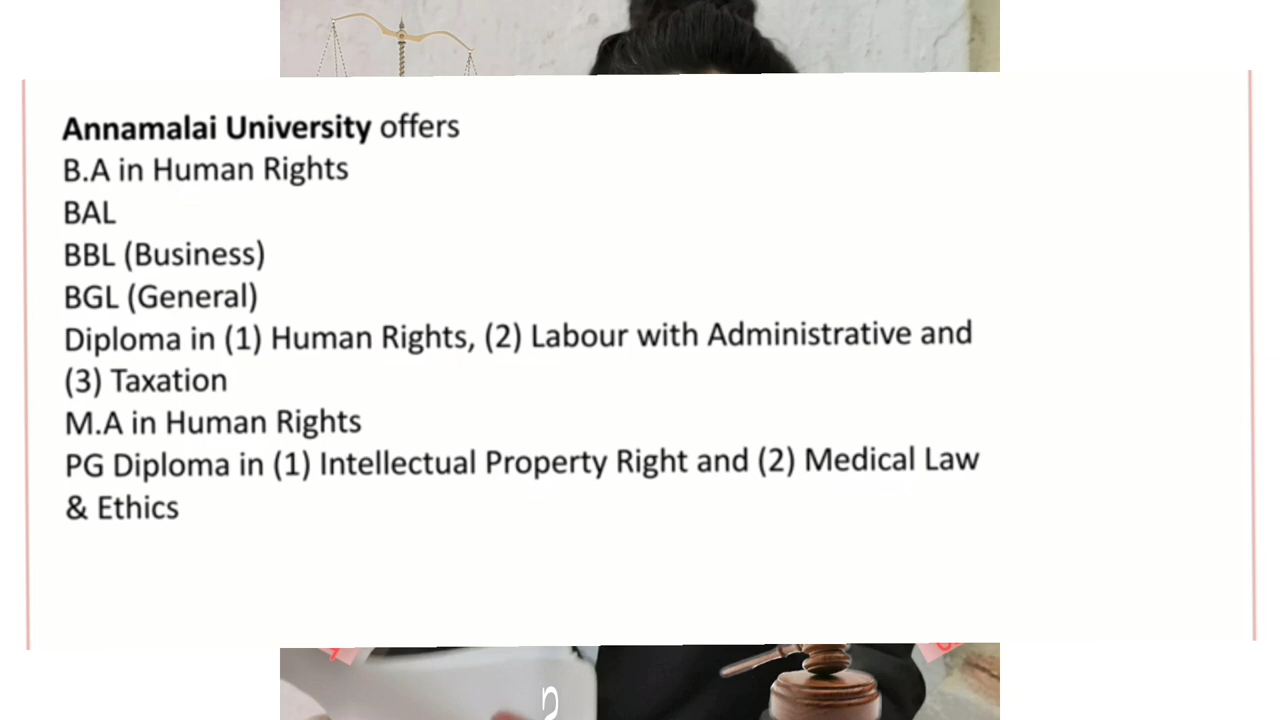 Annamalai University offers
B.A in Human Rights
BAL
BBL (Business)
BGL (General)
Diploma in (1) Human Rights, (2) Labour with Administrative and
(3) Taxation
M.A in Human Rights
PG Diploma in (1) Intellectual Property Right and (2) Medical Law
& Ethics